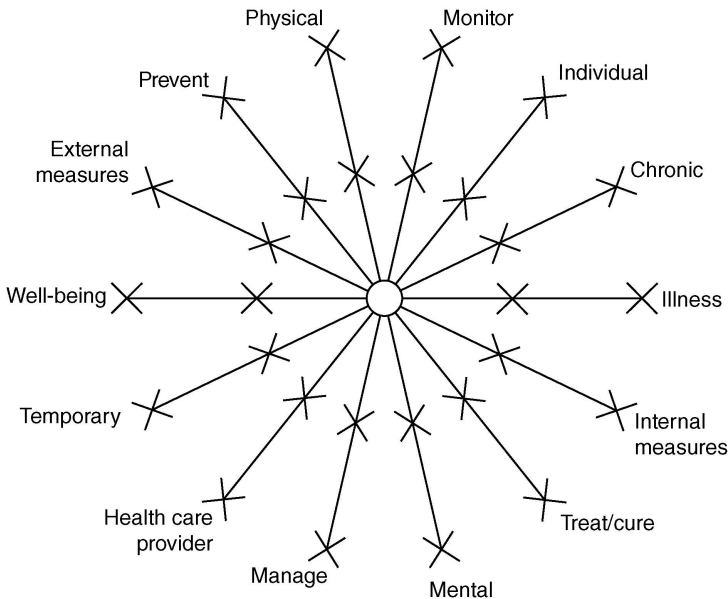 Physical
Monitor
Prevent
Individual
External
measures
Chronic
Well-being
Illness
Temporary
Internal
measures
Health care
provider
Treat/cure
Manage
Mental